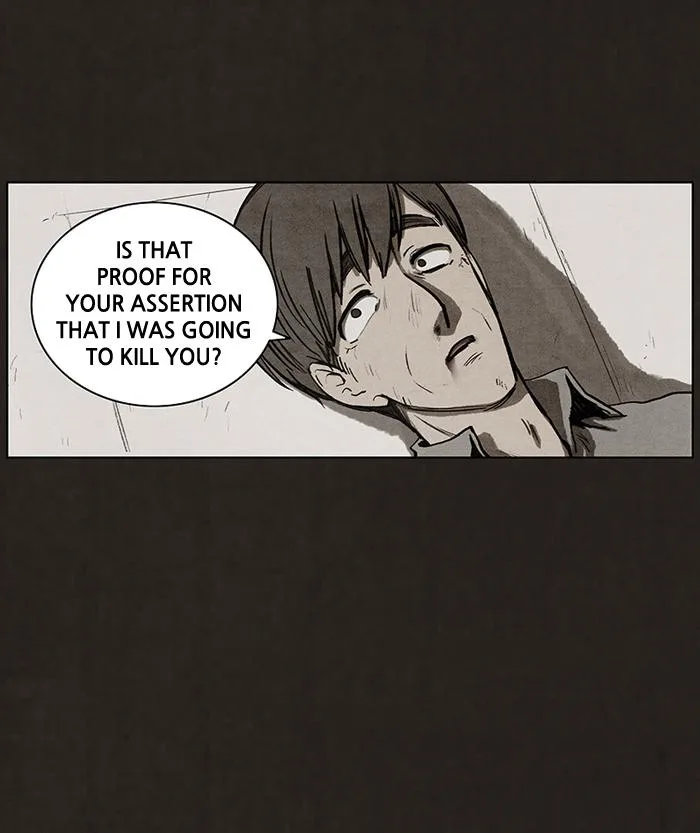 IS THAT
PROOF FOR
YOUR ASSERTION
THAT I WAS GOING
TO KILL YOU?